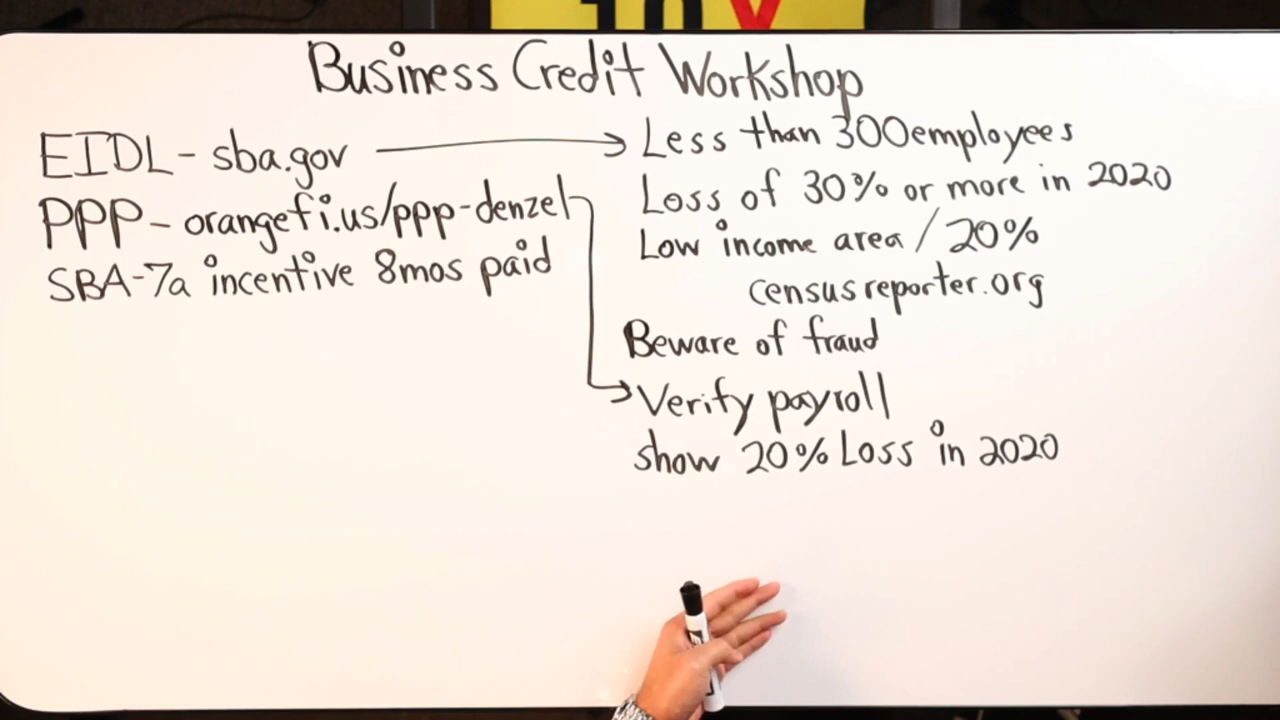 Business Credit Workshop
EIDL - sba.gov
PPP - orangefi.us/ppp-denzel
SBA-7a incentive 8mos paid
Less than 300employees
Loss of 30% or more in 2020
Low income area / 20%
censusreporter.org
Beware of fraud
Verify payroll
show 20% Loss in 2020